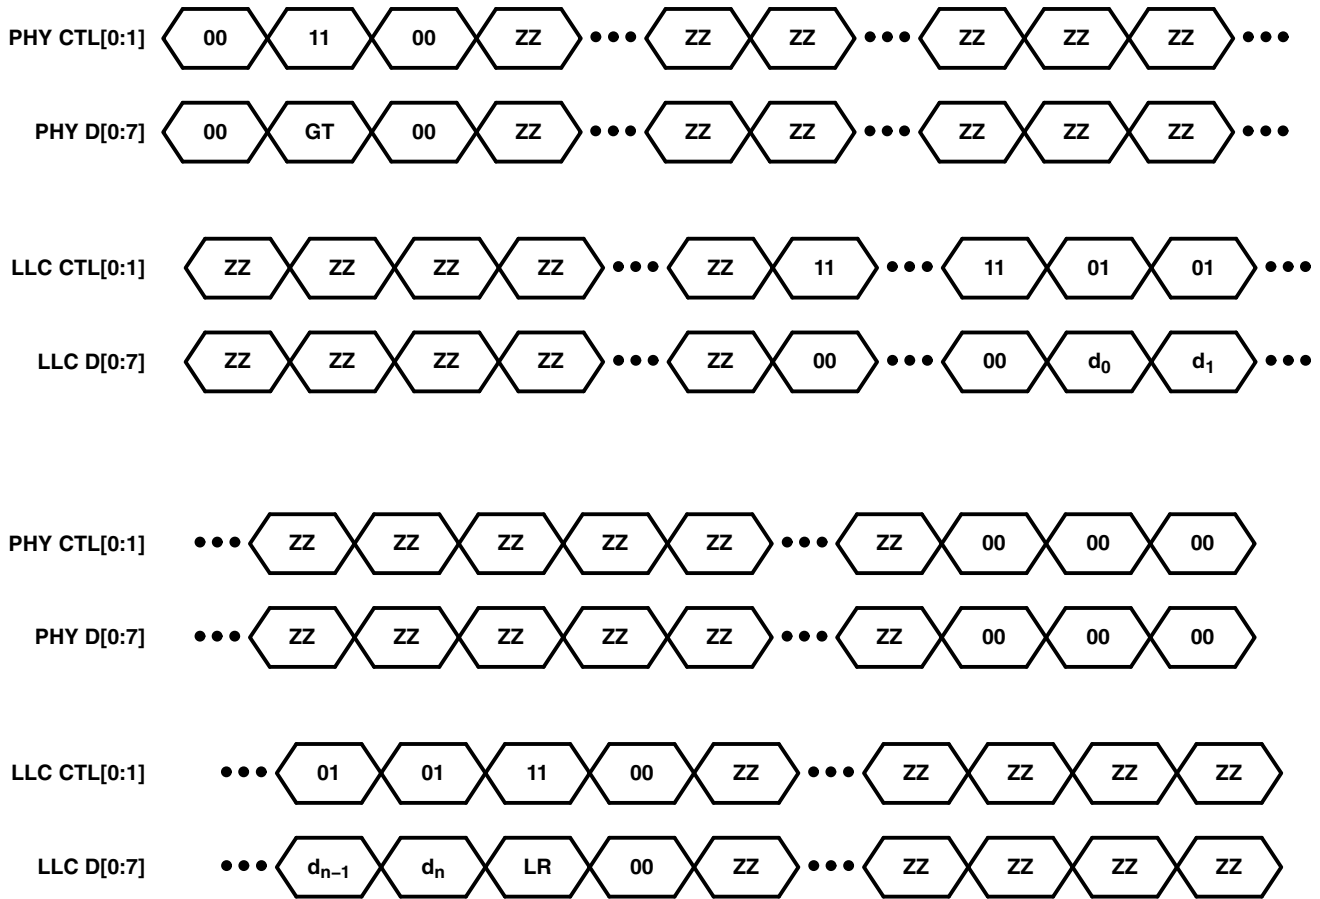 PHY CTL[0:1] 00 11 00 ZZ ••• ZZ ZZ ••• ZZ ZZ ZZ •••
PHY D[0:7] 00 GT 00 ZZ ••• ZZ ZZ ••• ZZ ZZ ZZ •••
LLC CTL[0:1] ZZ ZZ ZZ ZZ ••• ZZ 11 ••• 11 01 01 •••
LLC D[0:7] ZZ ZZ ZZ ZZ ••• ZZ 00 ••• 00 d0 d1 •••
PHY CTL[0:1] ••• ZZ ZZ ZZ ZZ ZZ ••• ZZ 00 00 00
PHY D[0:7] ••• ZZ ZZ ZZ ZZ ZZ ••• ZZ 00 00 00
LLC CTL[0:1] ••• 01 01 11 00 ZZ ••• ZZ ZZ ZZ ZZ
LLC D[0:7] ••• dn−1 dn LR 00 ZZ ••• ZZ ZZ ZZ ZZ